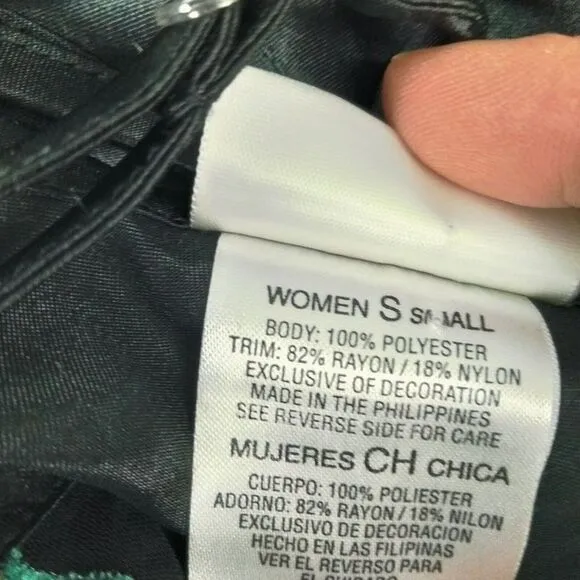 WOMEN S SMALL
BODY: 100% POLYESTER
TRIM: 82% RAYON / 18% NYLON
EXCLUSIVE OF DECORATION
MADE IN THE PHILIPPINES
SEE REVERSE SIDE FOR CARE
MUJERES CH CHICA
CUERPO: 100% POLIESTER
ADORNO: 82% RAYON / 18% NILON
EXCLUSIVO DE DECORACION
HECHO EN LAS FILIPINAS
VER EL REVERSO PARA
EL CUIDADO